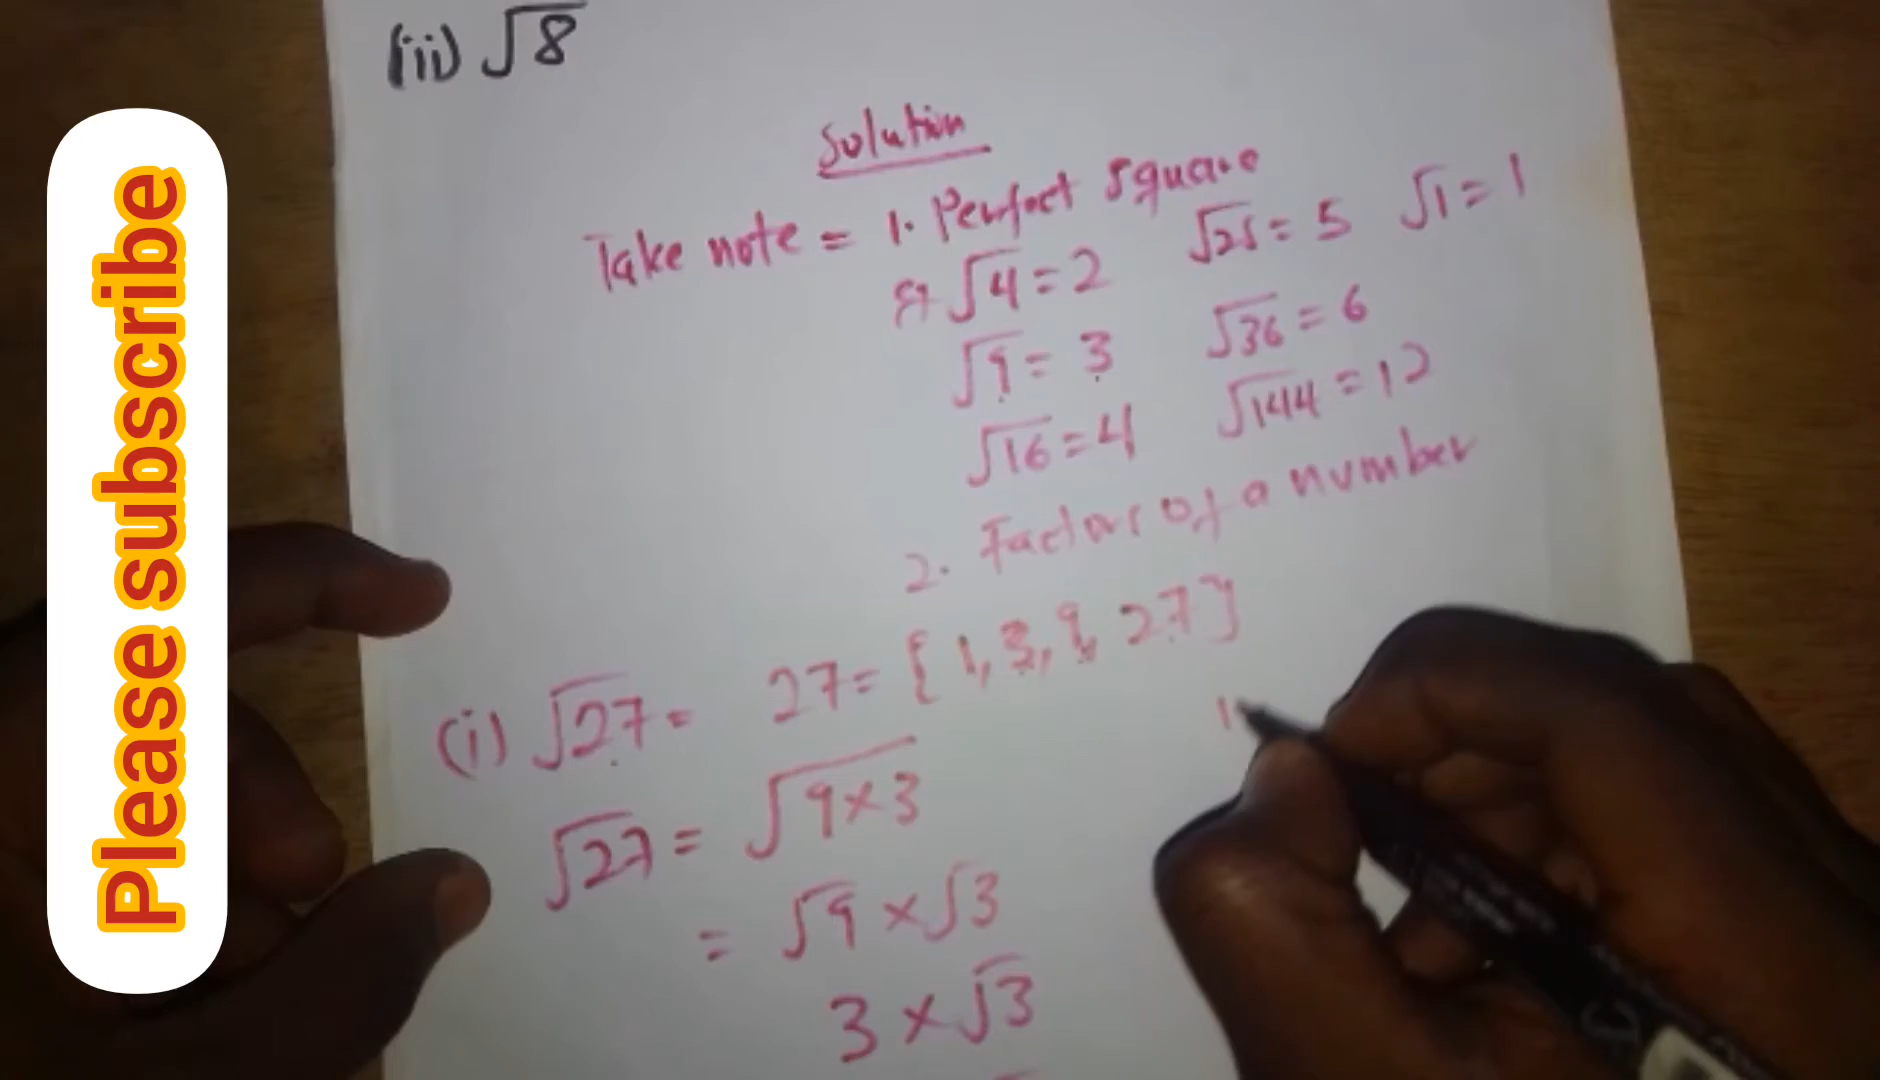 Please subscribe
(ii) √8
Solution
Take note = 1. Perfect square
√4 = 2 √25 = 5 √1 = 1
√9 = 3 √36 = 6
√16 = 4 √144 = 12
2. Factors of a number
(i) √27 = 27 = {1, 3, 9, 27}
√27 = √9×3
= √9 × √3
3 × √3